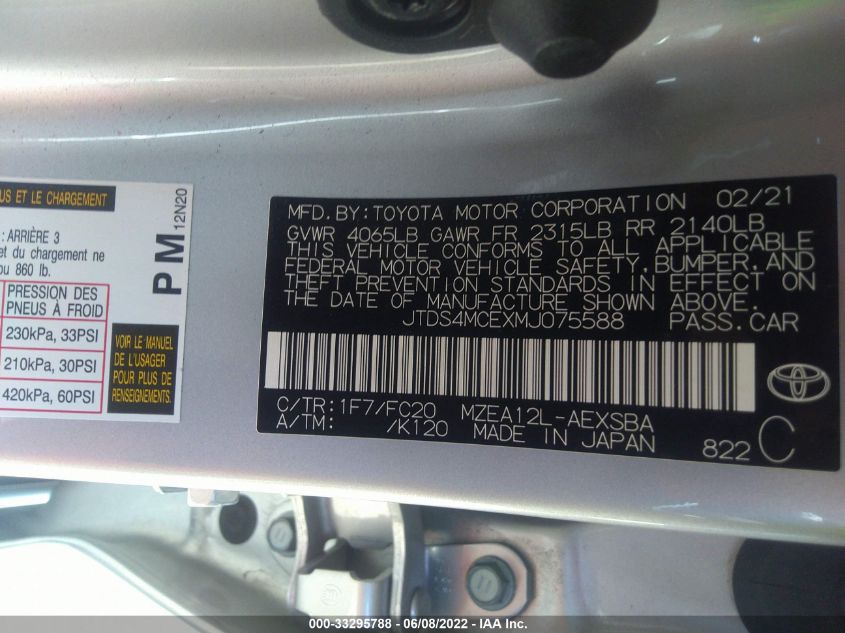 US ET LE CHARGEMENT
: ARRIÈRE 3
et du chargement ne
ou 860 lb.
PRESSION DES
PNEUS À FROID
230kPa, 33PSI
210kPa, 30PSI
420kPa, 60PSI
VOIR LE MANUEL
DE L'USAGER
POUR PLUS DE
RENSEIGNEMENTS.
PM
12N20
MFD.BY:TOYOTA MOTOR CORPORATION 02/21
GVWR 4065LB GAWR FR 2315LB RR 2140LB
THIS VEHICLE CONFORMS TO ALL APPLICABLE
FEDERAL MOTOR VEHICLE SAFETY,BUMPER,AND
THEFT PREVENTION STANDARDS IN EFFECT ON
THE DATE OF MANUFACTURE SHOWN ABOVE.
JTDS4MCEXMJ075588 PASS.CAR
C/TR:1F7/FC20 MZEA12L-AEXSBA
A/TM: /K120 MADE IN JAPAN
822 C
000-33295788 - 06/08/2022 - IAA Inc.